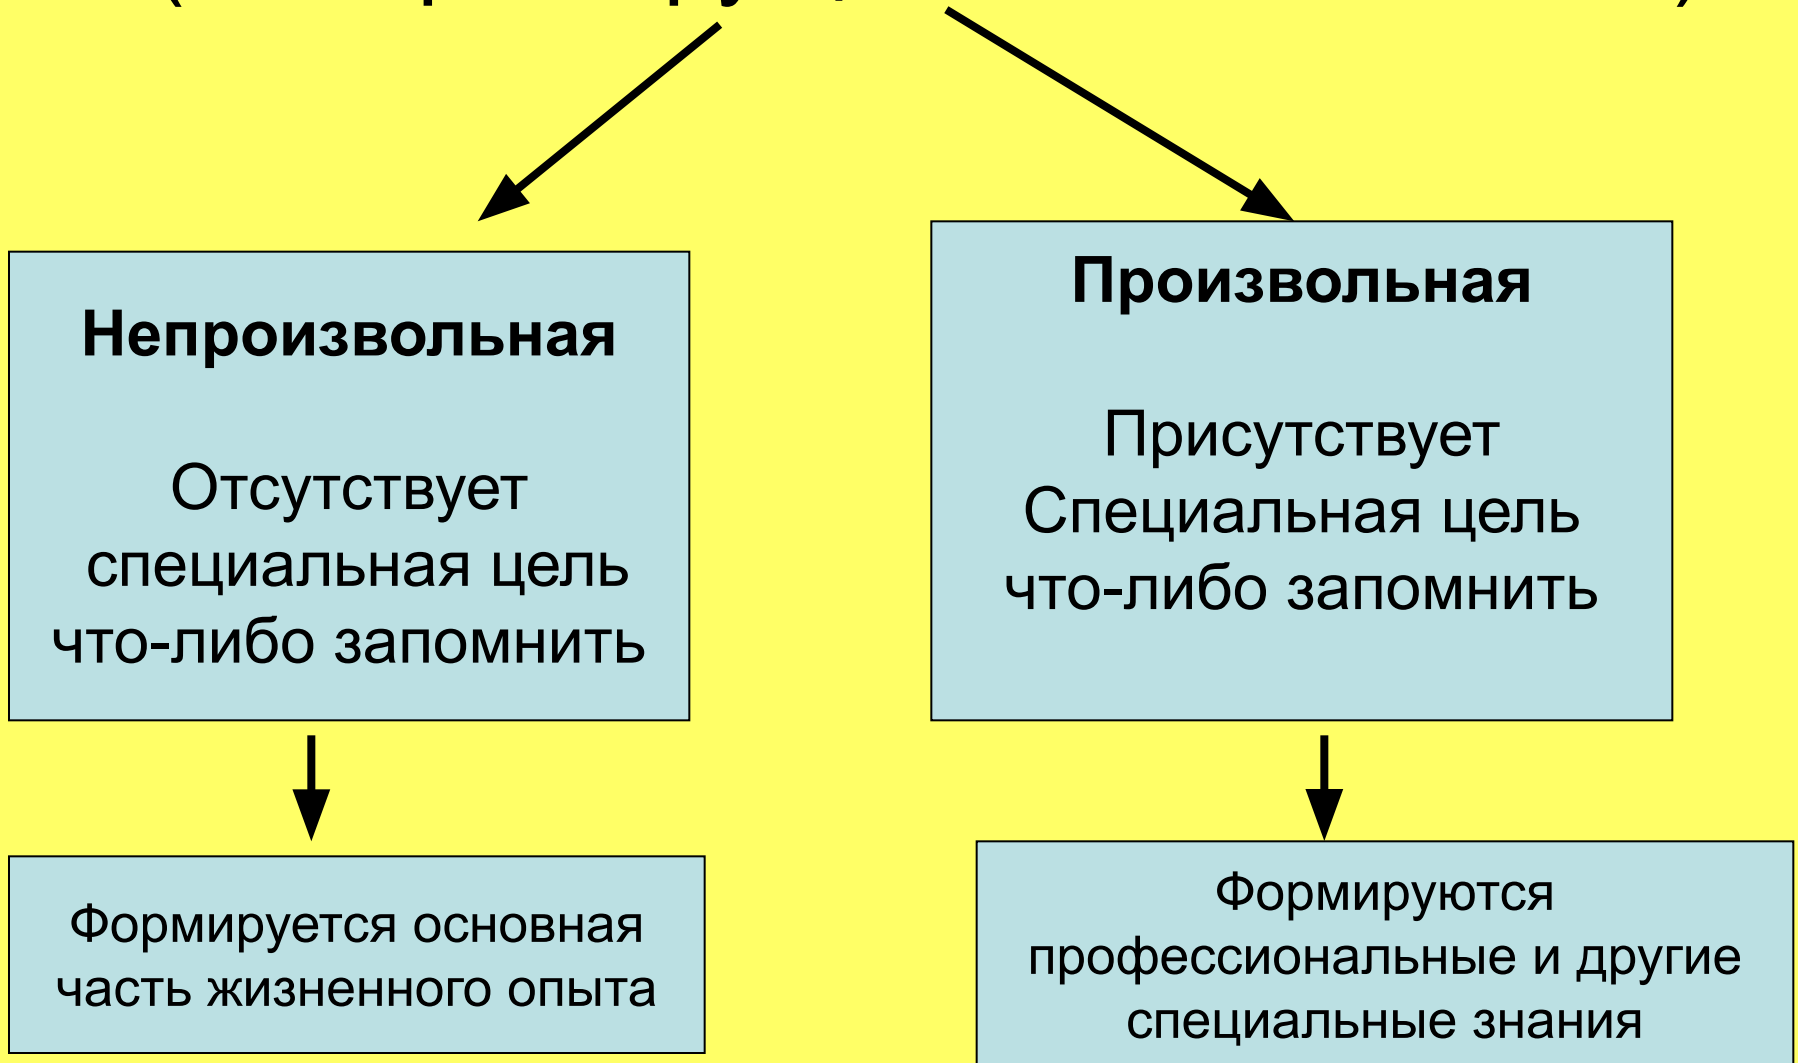 Непроизвольная
Отсутствует
специальная цель
что-либо запомнить
Произвольная
Присутствует
Специальная цель
что-либо запомнить
Формируется основная
часть жизненного опыта
Формируются
профессиональные и другие
специальные знания